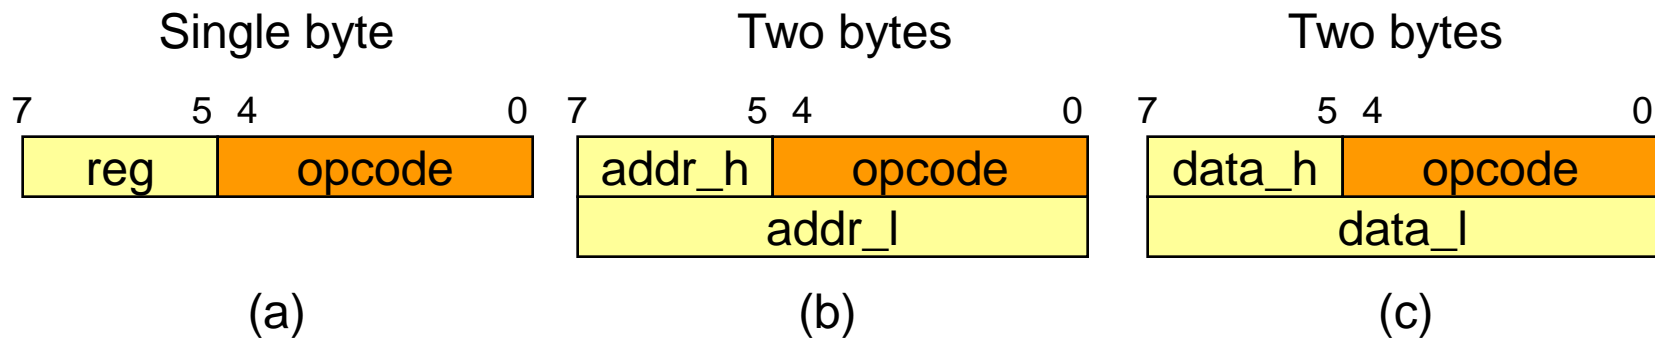 Single byte
Two bytes
Two bytes
7 5 4 0
7 5 4 0
7 5 4 0
reg opcode
addr_h opcode
data_h opcode
addr_l
data_l
(a)
(b)
(c)